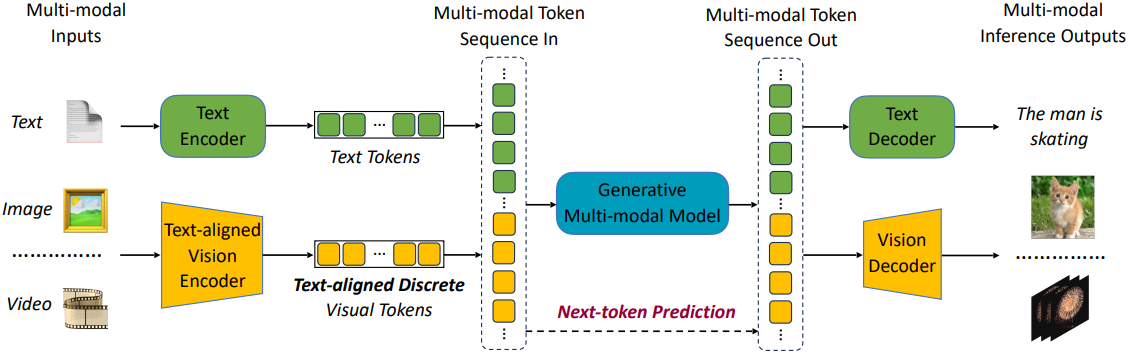 Multi-modal
Inputs
Multi-modal Token
Sequence In
Multi-modal Token
Sequence Out
Multi-modal
Inference Outputs
Text
Text
Encoder
Text Tokens
Text
Decoder
The man is
skating
Image
Text-aligned
Vision
Encoder
Video
Text-aligned Discrete
Visual Tokens
Generative
Multi-modal Model
Next-token Prediction
Vision
Decoder